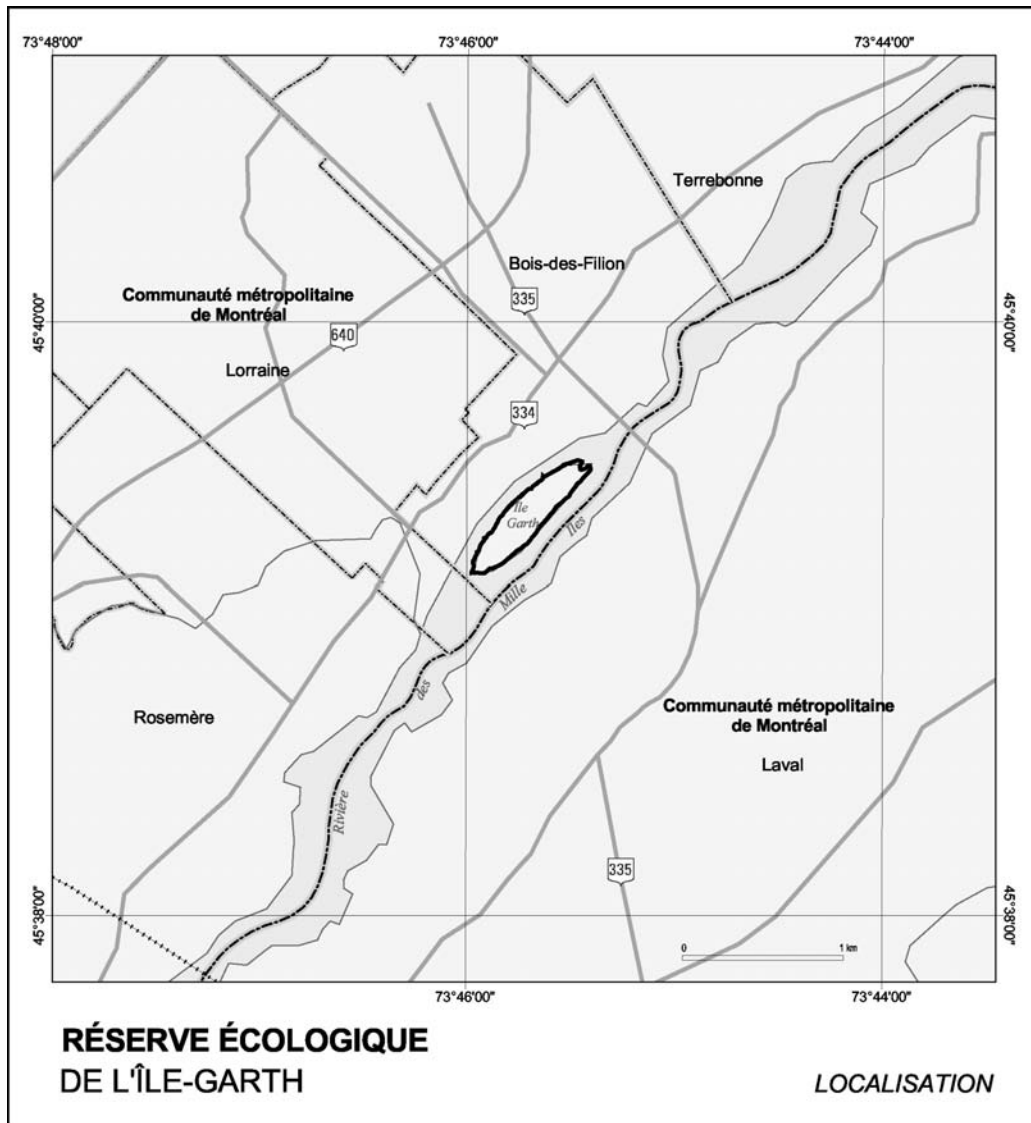 73°48'00"
73°46'00"
73°44'00"
Terrebonne
Bois-des-Filion
Communauté métropolitaine
de Montréal
335
45°40'00"
45°40'00"
640
Lorraine
334
Île
Garth
Rivière des Mille Îles
Rosemère
Communauté métropolitaine
de Montréal
Laval
335
45°38'00"
45°38'00"
0 1 km
73°46'00"
73°44'00"
RÉSERVE ÉCOLOGIQUE
DE L'ÎLE-GARTH
LOCALISATION